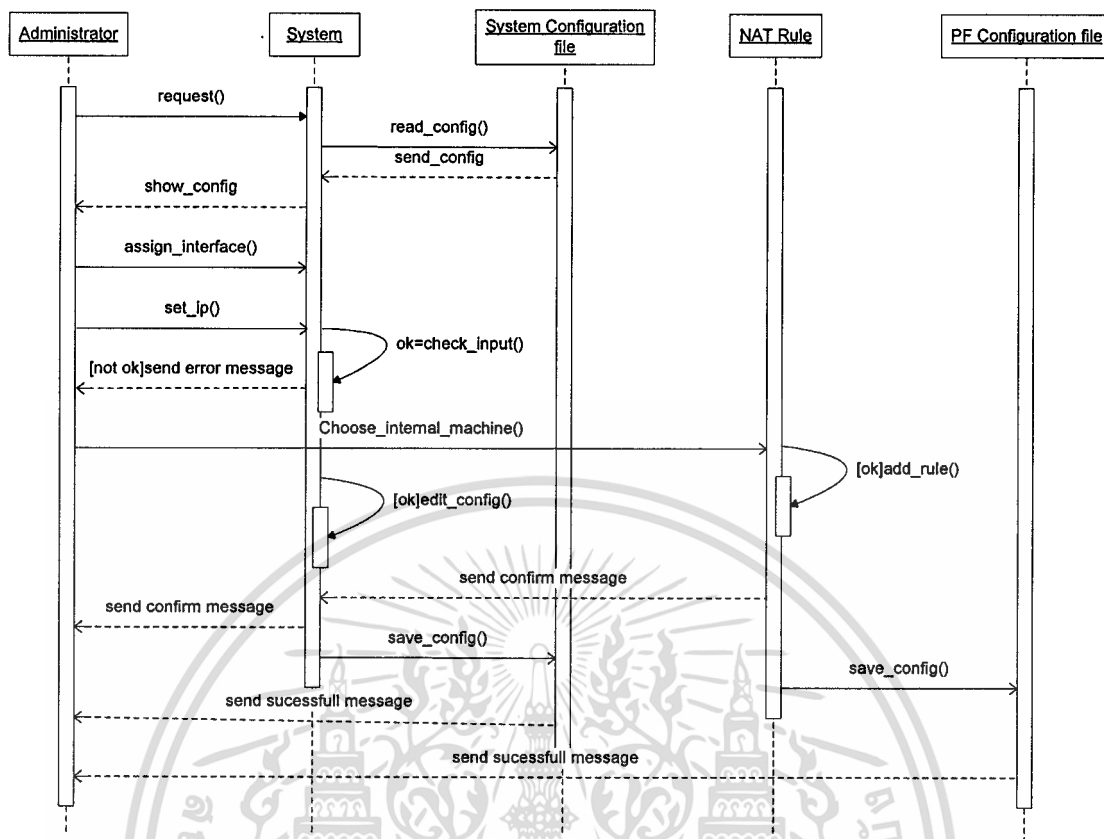 Administrator
System
System Configuration
file
NAT Rule
PF Configuration file
request()
read_config()
send_config
show_config
assign_interface()
set_ip()
ok=check_input()
[not ok]send error message
Choose_internal_machine()
[ok]add_rule()
[ok]edit_config()
send confirm message
send confirm message
save_config()
save_config()
send sucessfull message
send sucessfull message